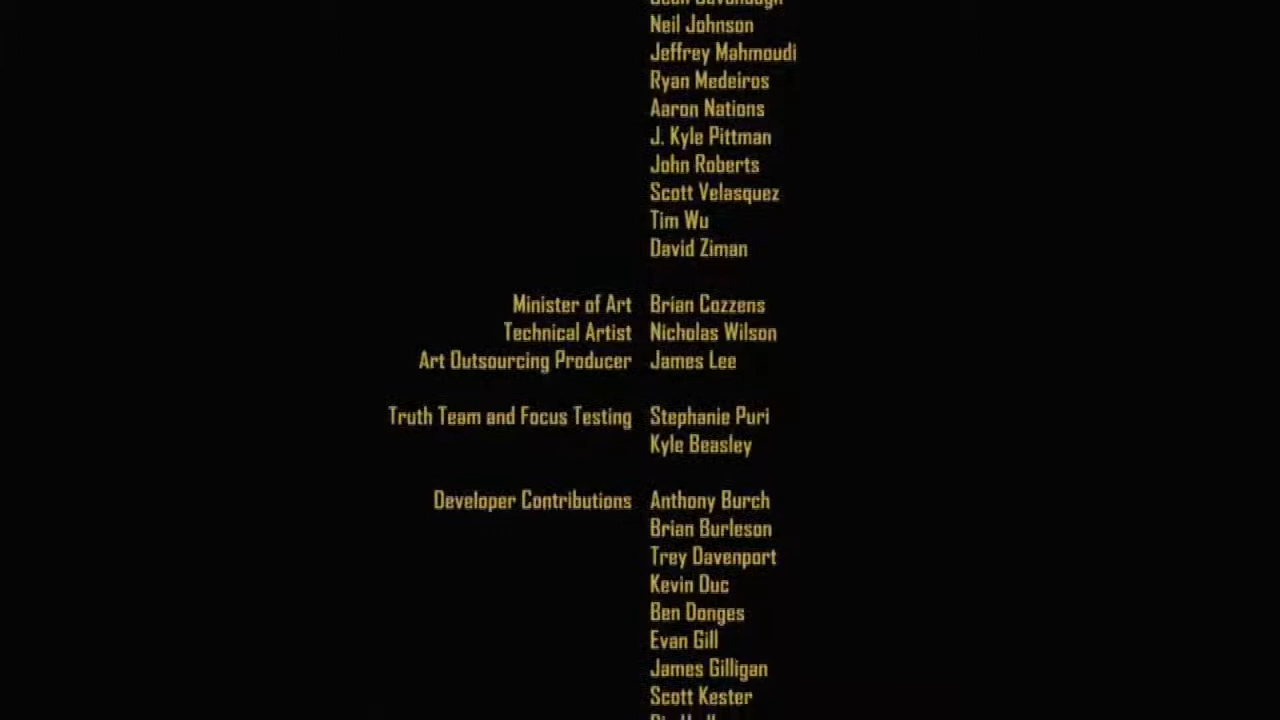 Neil Johnson
Jeffrey Mahmoudi
Ryan Medeiros
Aaron Nations
J. Kyle Pittman
John Roberts
Scott Velasquez
Tim Wu
David Ziman
Minister of Art Brian Cozzens
Technical Artist Nicholas Wilson
Art Outsourcing Producer James Lee
Truth Team and Focus Testing Stephanie Puri
Kyle Beasley
Developer Contributions Anthony Burch
Brian Burleson
Trey Davenport
Kevin Duc
Ben Donges
Evan Gill
James Gilligan
Scott Kester